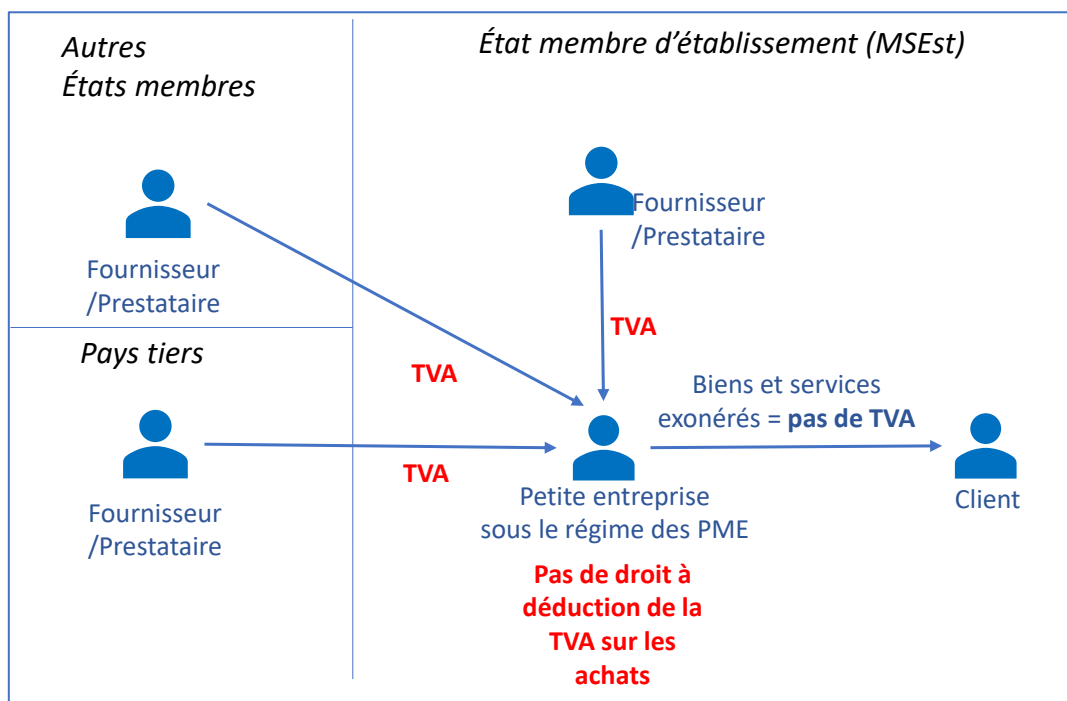 Autres
États membres
État membre d’établissement (MSEst)
Fournisseur
/Prestataire
Fournisseur
/Prestataire
TVA
TVA
Pays tiers
Fournisseur
/Prestataire
TVA
Biens et services
exonérés = pas de TVA
Petite entreprise
sous le régime des PME
Client
Pas de droit à
déduction de la
TVA sur les
achats